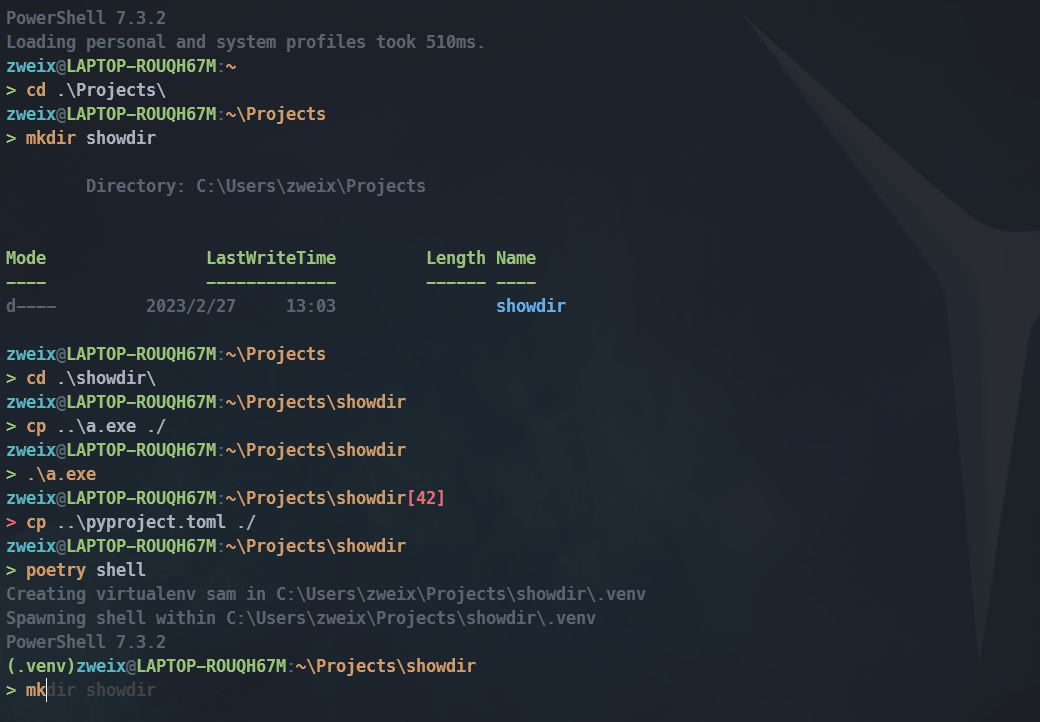 PowerShell 7.3.2
Loading personal and system profiles took 510ms.
zweix@LAPTOP-ROUQH67M:~
> cd .\Projects\
zweix@LAPTOP-ROUQH67M:~\Projects
> mkdir showdir
Directory: C:\Users\zweix\Projects
Mode                LastWriteTime         Length Name
----                -------------         ------ ----
d----         2023/2/27     13:03                showdir
zweix@LAPTOP-ROUQH67M:~\Projects
> cd .\showdir\
zweix@LAPTOP-ROUQH67M:~\Projects\showdir
> cp ..\a.exe ./
zweix@LAPTOP-ROUQH67M:~\Projects\showdir
> .\a.exe
zweix@LAPTOP-ROUQH67M:~\Projects\showdir[42]
> cp ..\pyproject.toml ./
zweix@LAPTOP-ROUQH67M:~\Projects\showdir
> poetry shell
Creating virtualenv sam in C:\Users\zweix\Projects\showdir\.venv
Spawning shell within C:\Users\zweix\Projects\showdir\.venv
PowerShell 7.3.2
(.venv)zweix@LAPTOP-ROUQH67M:~\Projects\showdir
> mkdir showdir